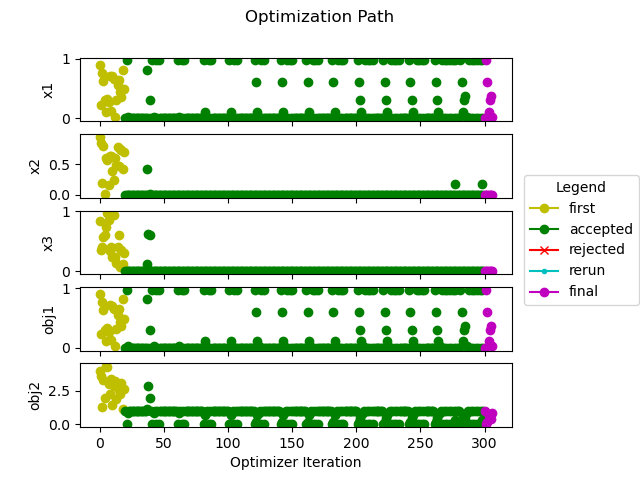 Optimization Path
x1
1
0
x2
0.5
0.0
x3
1
0
obj1
1
0
obj2
2.5
0.0
0
50
100
150
200
250
300
Optimizer Iteration
Legend
first
accepted
rejected
rerun
final